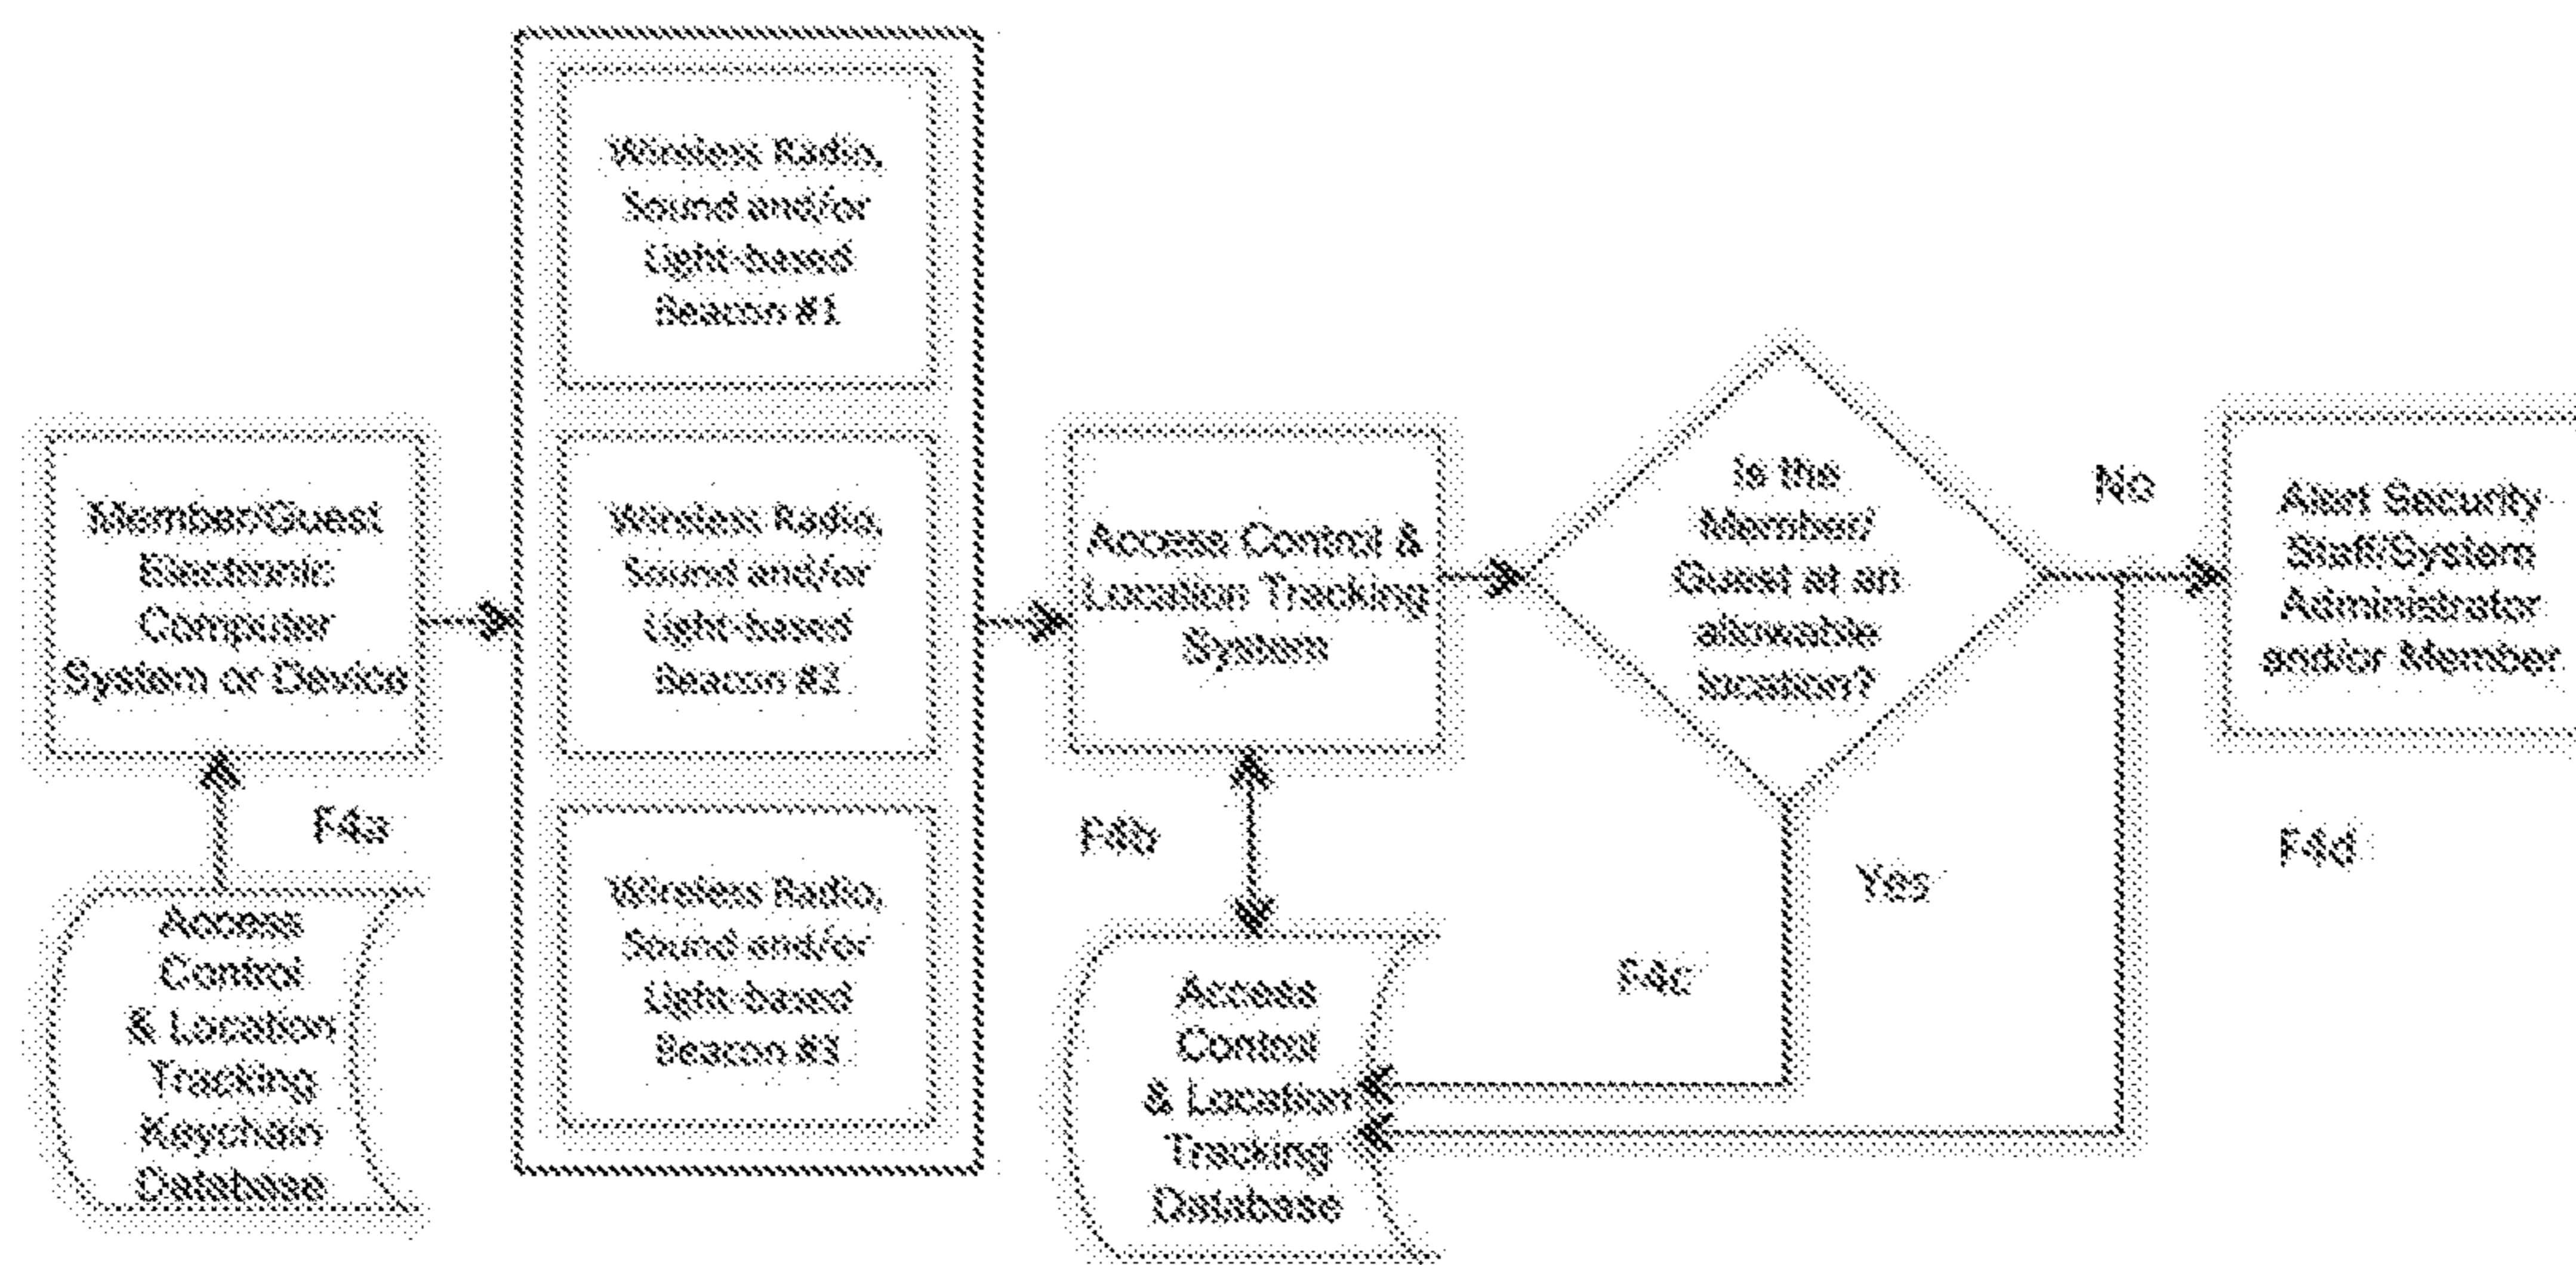 Member/Guest
Electronic
Computer
System or Device
F4a
Access
Control
& Location
Tracking
Keychain
Database
Wireless Radio,
Sound and/or
Light-based
Beacon #1
Wireless Radio,
Sound and/or
Light-based
Beacon #2
Wireless Radio,
Sound and/or
Light-based
Beacon #3
Access Control &
Location Tracking
System
F4b
Access
Control
& Location
Tracking
Database
Is the
Member/
Guest at an
allowable
location?
Yes
F4c
No
Alert Security
Staff/System
Administrator
and/or Member
F4d